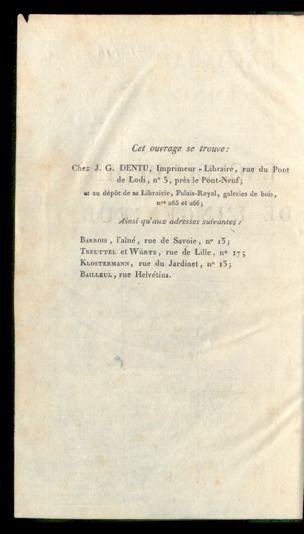 Cet ouvrage se trouve:
Chez J. G. DENTU, Imprimeur-Libraire, rue du Pont
de Lodi, n° 5, près le Pont-Neuf;
et au dépôt de sa Librairie, Palais-Royal, galeries de bois,
nos 265 et 266;
Ainsi qu'aux adresses suivantes:
BARROIS, l'aîné, rue de Savoie, n° 13;
TREUTTEL et WÜRTZ, rue de Lille, n° 17;
KLOSTERMANN, rue du Jardinet, n° 13;
BAILLEUL, rue Helvétius.